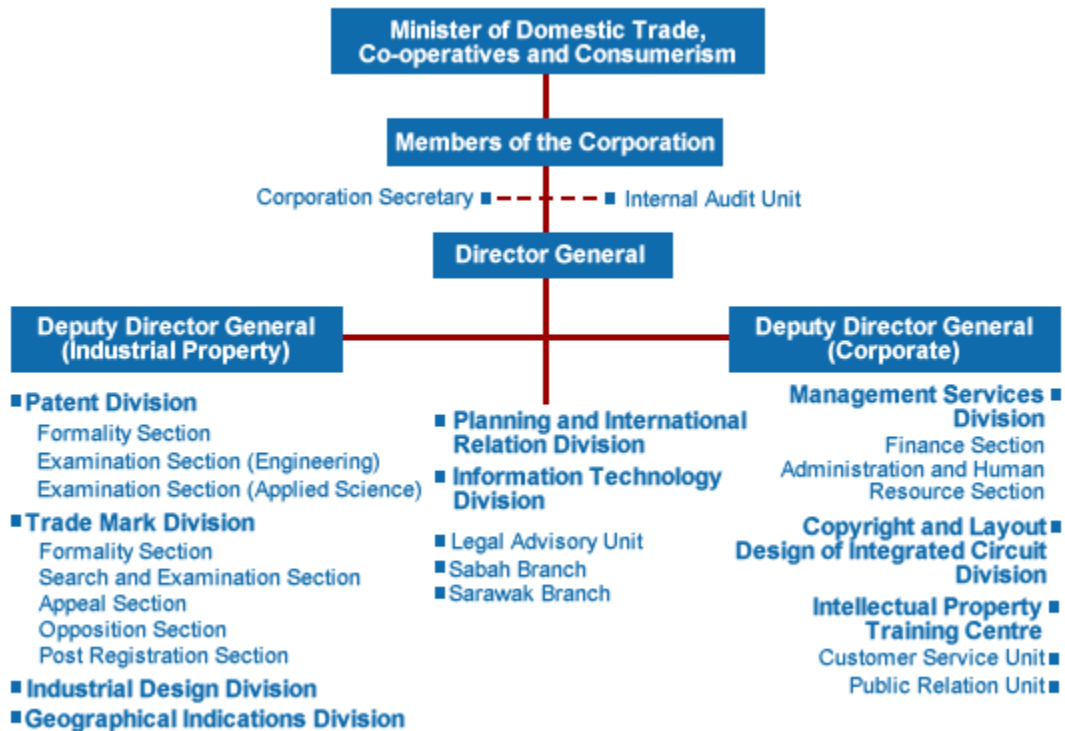 Minister of Domestic Trade,
Co-operatives and Consumerism
Members of the Corporation
Corporation Secretary
Internal Audit Unit
Director General
Deputy Director General
(Industrial Property)
Patent Division
Formality Section
Examination Section (Engineering)
Examination Section (Applied Science)
Trade Mark Division
Formality Section
Search and Examination Section
Appeal Section
Opposition Section
Post Registration Section
Industrial Design Division
Geographical Indications Division
Planning and International
Relation Division
Information Technology
Division
Legal Advisory Unit
Sabah Branch
Sarawak Branch
Deputy Director General
(Corporate)
Management Services
Division
Finance Section
Administration and Human
Resource Section
Copyright and Layout
Design of Integrated Circuit
Division
Intellectual Property
Training Centre
Customer Service Unit
Public Relation Unit